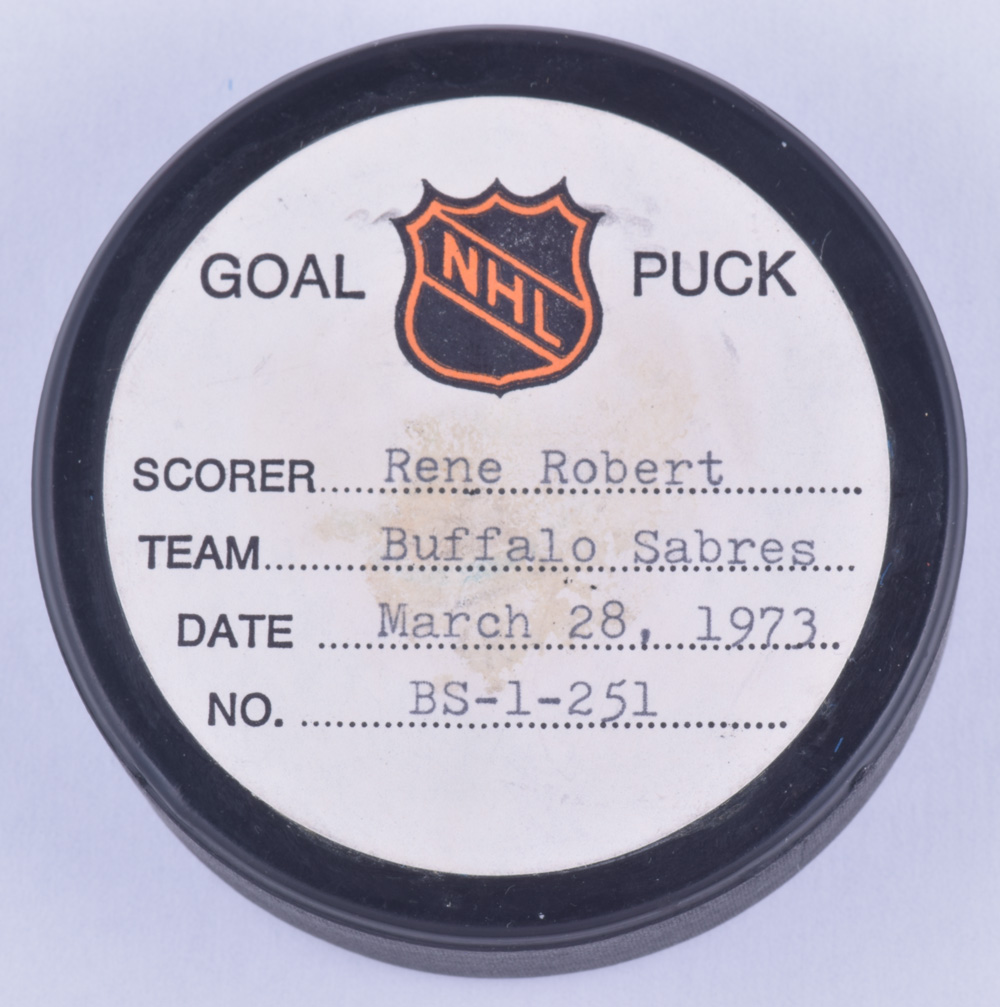 GOAL NHL PUCK
SCORER.....Rene Robert.....
TEAM.....Buffalo Sabres.....
DATE .....March 28, 1973.....
NO. .....BS-1-251.....